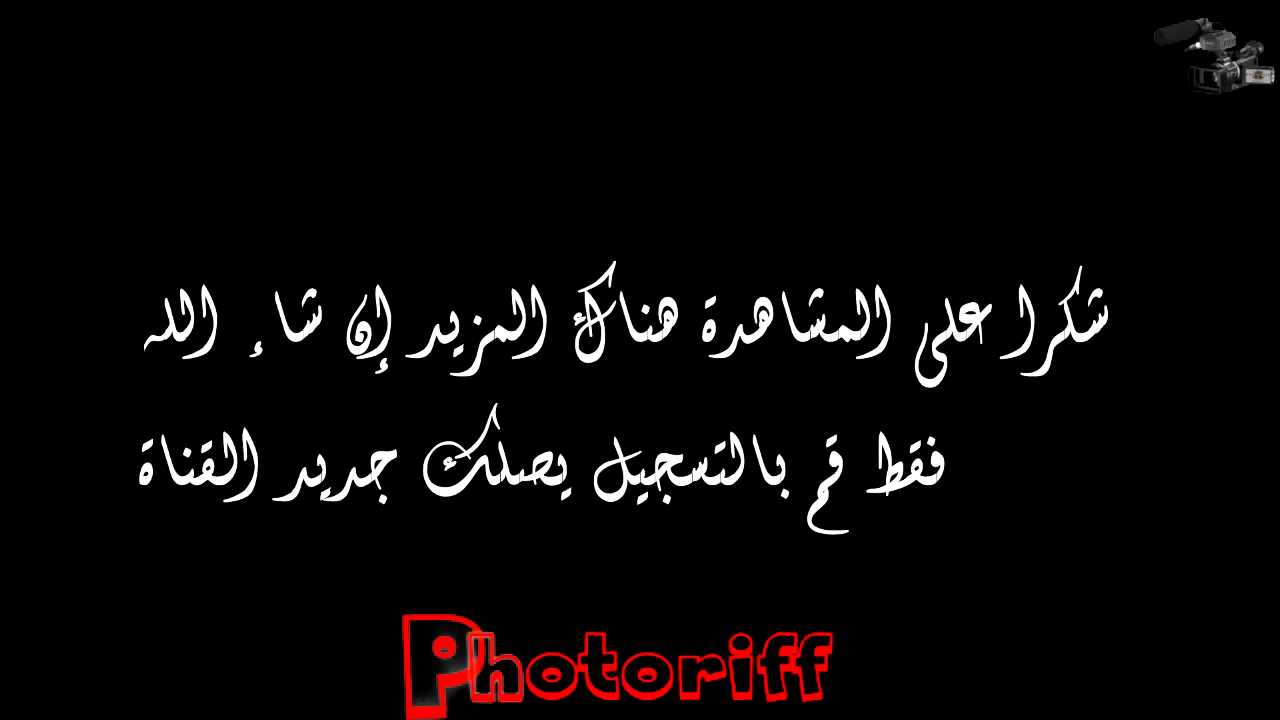 شكرا على المشاهدة هناك المزيد إن شاء الله
فقط قم بالتسجيل يصلك جديد القناة
Photoriff